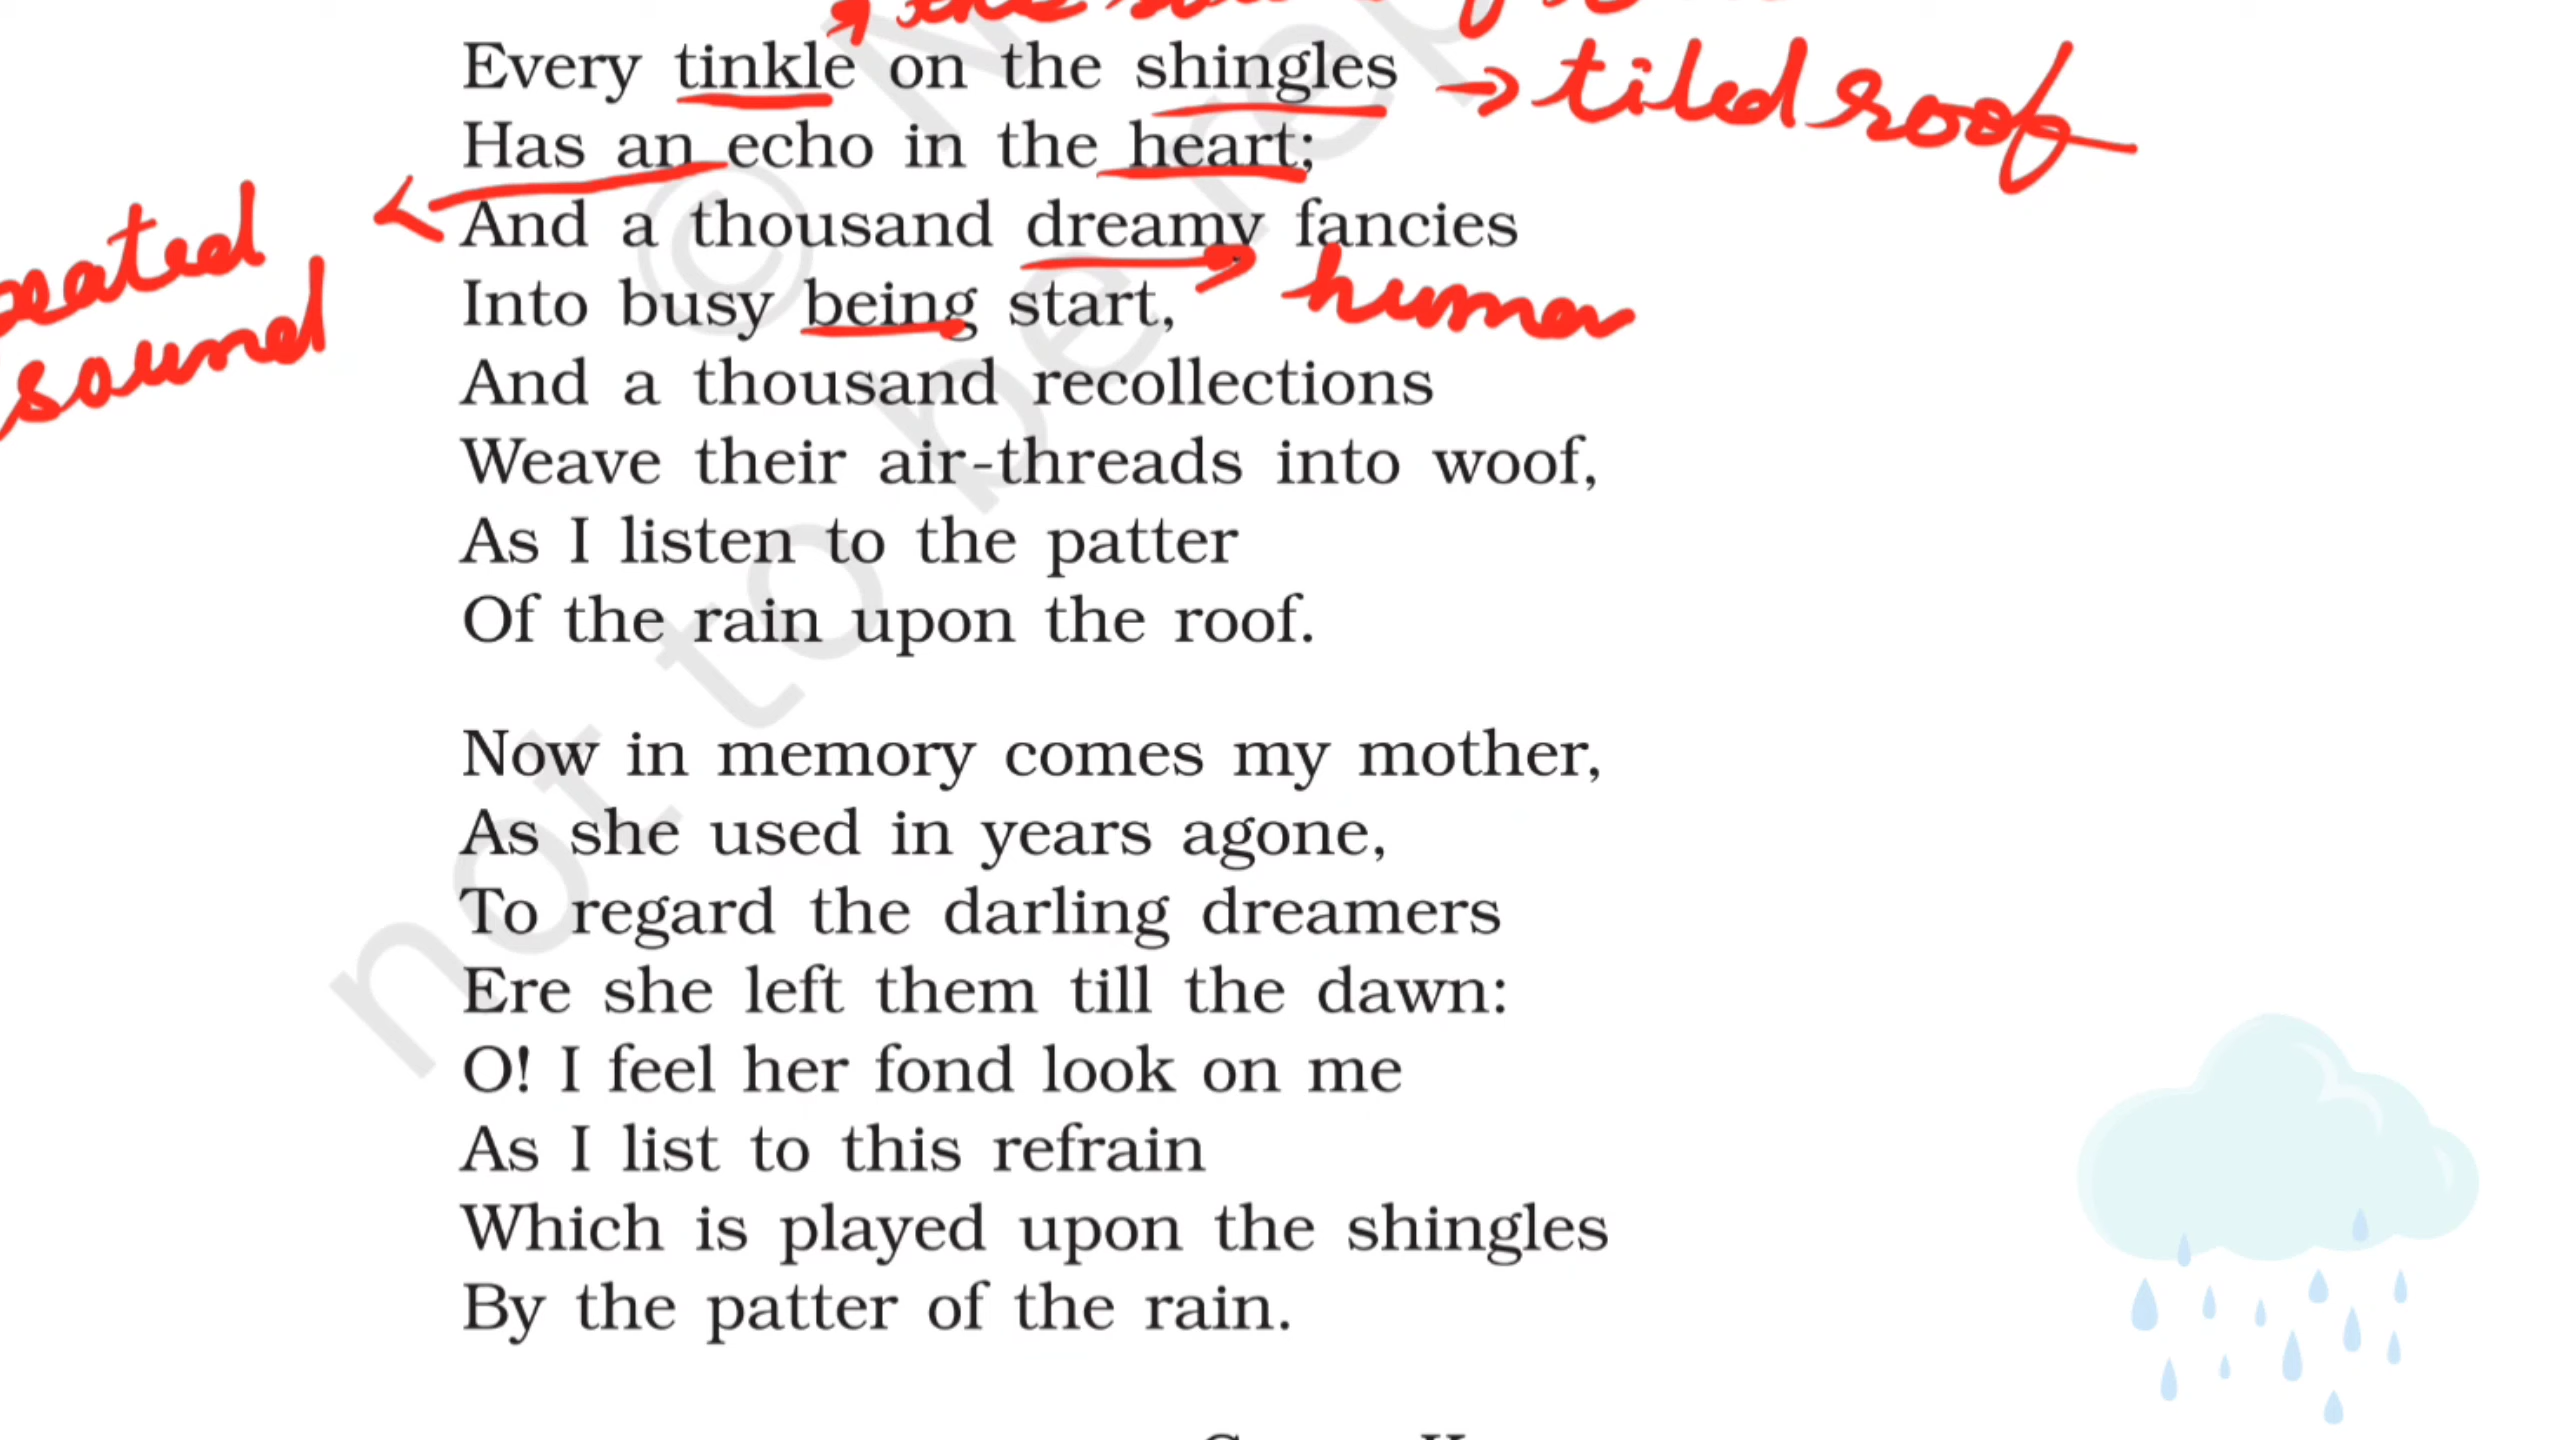 Every tinkle on the shingles → tiled roof
Has an echo in the heart;
And a thousand dreamy fancies
sound
Into busy being start,
human
And a thousand recollections
Weave their air-threads into woof,
As I listen to the patter
Of the rain upon the roof.
Now in memory comes my mother,
As she used in years agone,
To regard the darling dreamers
Ere she left them till the dawn:
O! I feel her fond look on me
As I list to this refrain
Which is played upon the shingles
By the patter of the rain.
© N
not to be rep